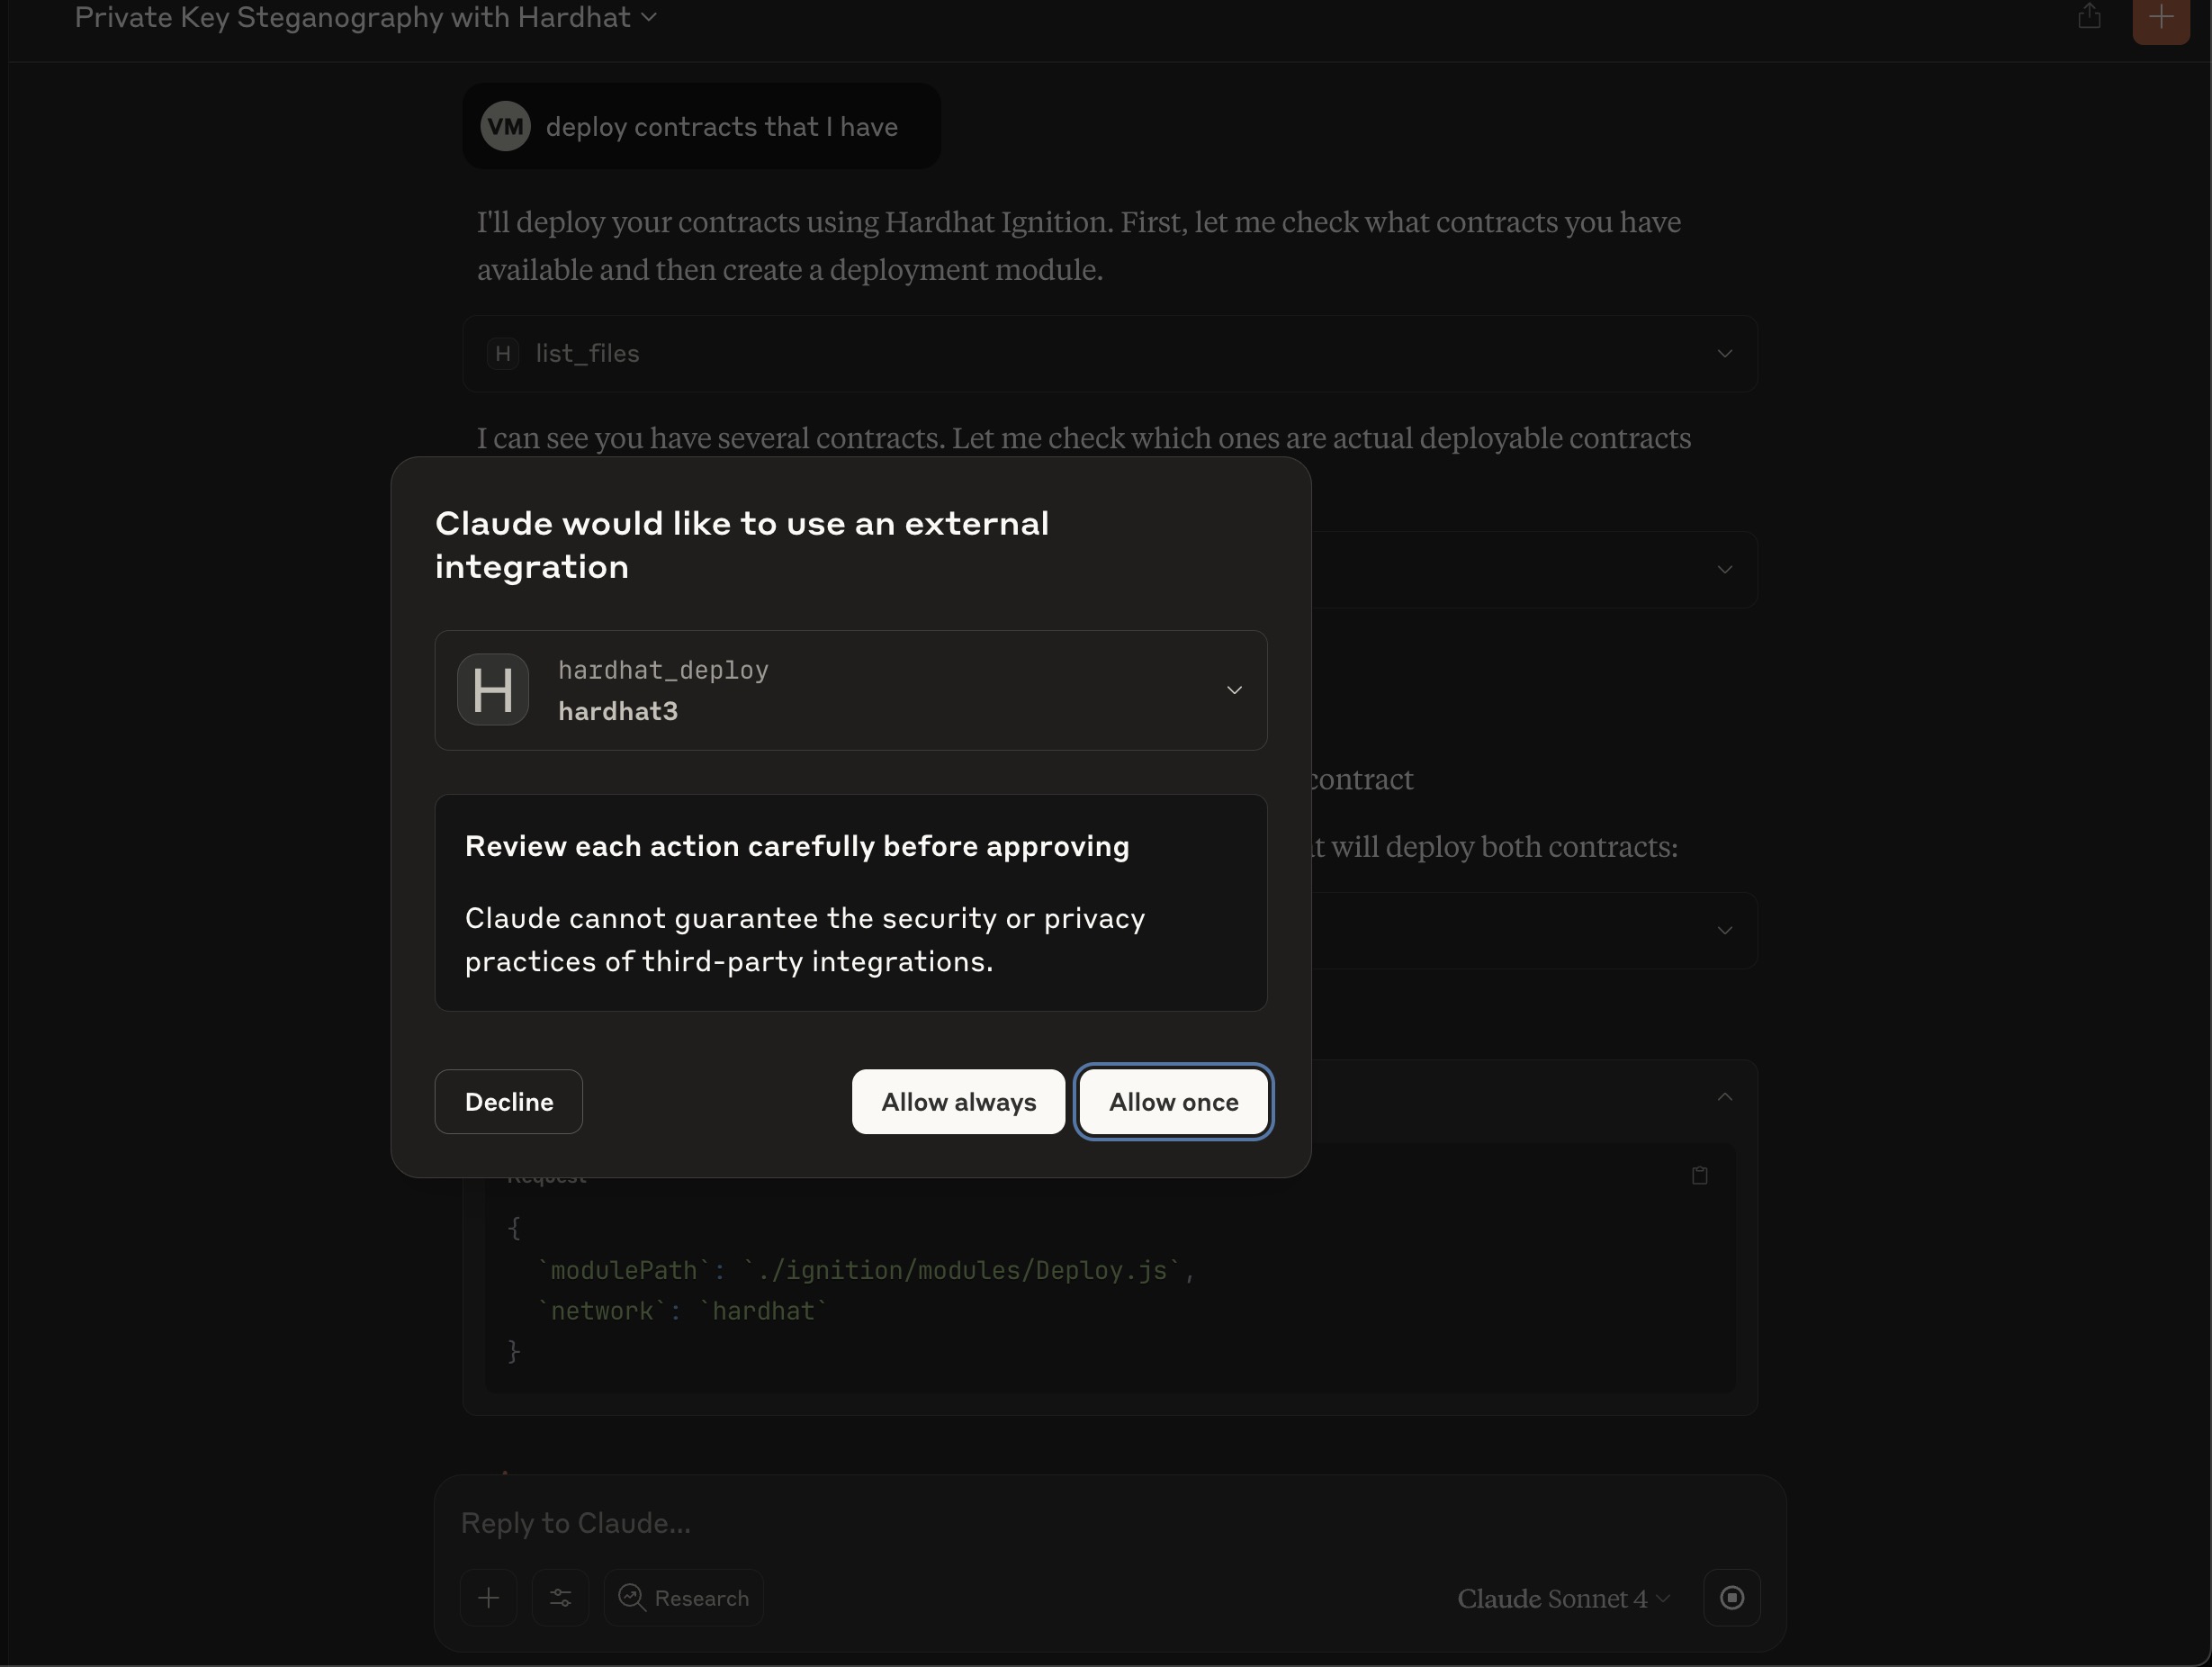 Private Key Steganography with Hardhat
VM deploy contracts that I have
I'll deploy your contracts using Hardhat Ignition. First, let me check what contracts you have
available and then create a deployment module.
H list_files
I can see you have several contracts. Let me check which ones are actual deployable contracts
Claude would like to use an external
integration
H
hardhat_deploy
hardhat3
contract
Review each action carefully before approving
will deploy both contracts:
Claude cannot guarantee the security or privacy
practices of third-party integrations.
Decline
Allow always
Allow once
Request
{
`modulePath`: `./ignition/modules/Deploy.js`,
`network`: `hardhat`
}
Reply to Claude...
Research
Claude Sonnet 4